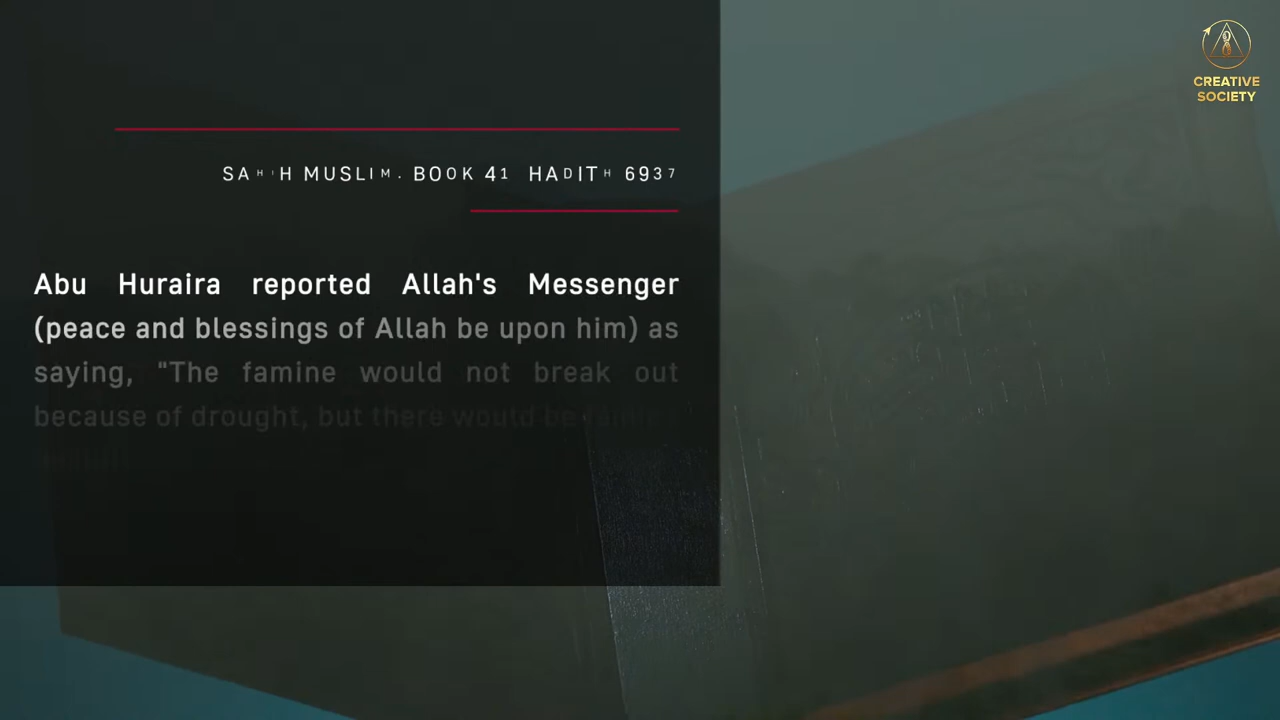 CREATIVE
SOCIETY
SAHIH MUSLIM. BOOK 41 HADITH 6937
Abu Huraira reported Allah's Messenger
(peace and blessings of Allah be upon him) as
saying, "The famine would not break out
because of drought, but there would be